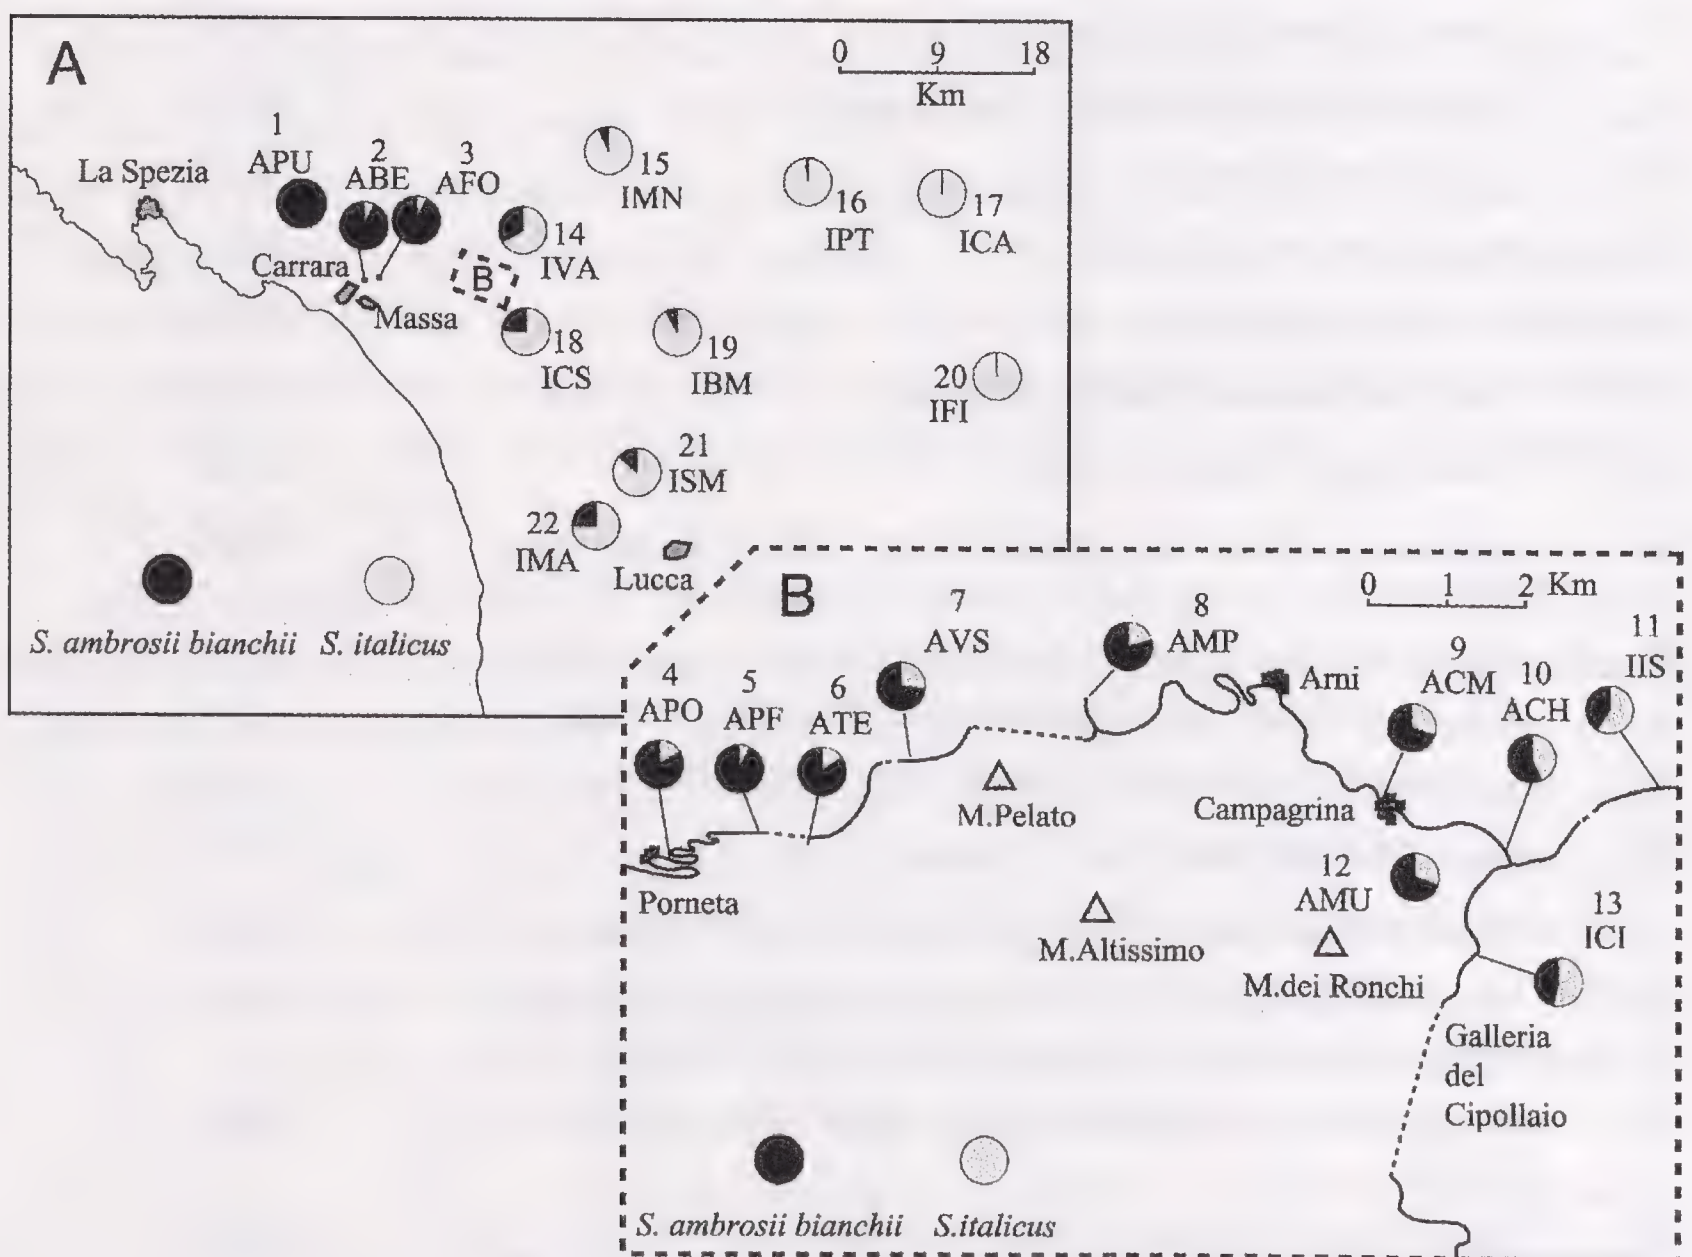 A
0 9 18
Km
La Spezia
1
APU
2
ABE
3
AFO
15
IMN
16
IPT
17
ICA
14
IVA
Carrara
B
Massa
18
ICS
19
IBM
20
IFI
21
ISM
22
IMA
Lucca
S. ambrosii bianchii S. italicus
B
0 1 2 Km
4
APO
5
APF
6
ATE
7
AVS
8
AMP
Arni
9
ACM
10
ACH
11
IIS
M.Pelato
Campagrina
Porneta
12
AMU
M.Altissimo
M.dei Ronchi
13
ICI
Galleria
del
Cipollaio
S. ambrosii bianchii S.italicus